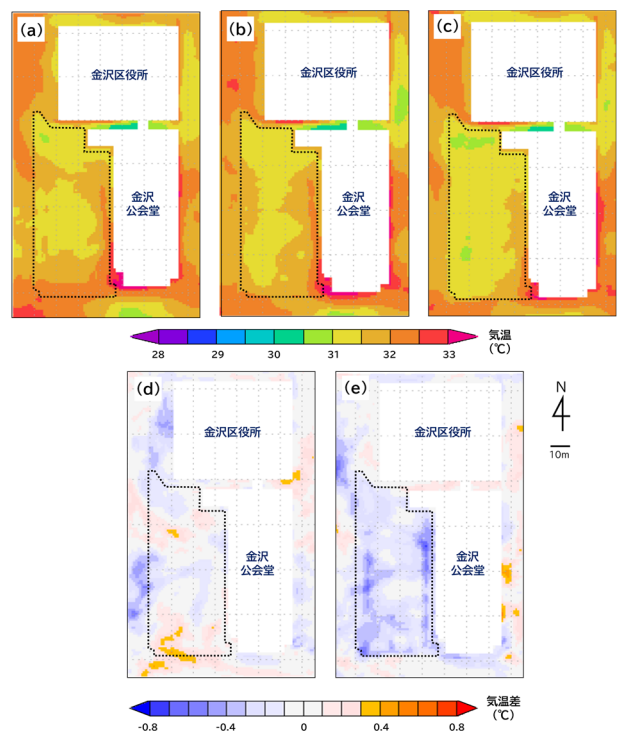 (a)
(b)
(c)
金沢区役所
金沢区役所
金沢区役所
金沢
公会堂
金沢
公会堂
金沢
公会堂
28 29 30 31 32 33
気温
(℃)
(d)
(e)
金沢区役所
金沢区役所
N
10m
金沢
公会堂
金沢
公会堂
-0.8 -0.4 0 0.4 0.8
気温差
(℃)